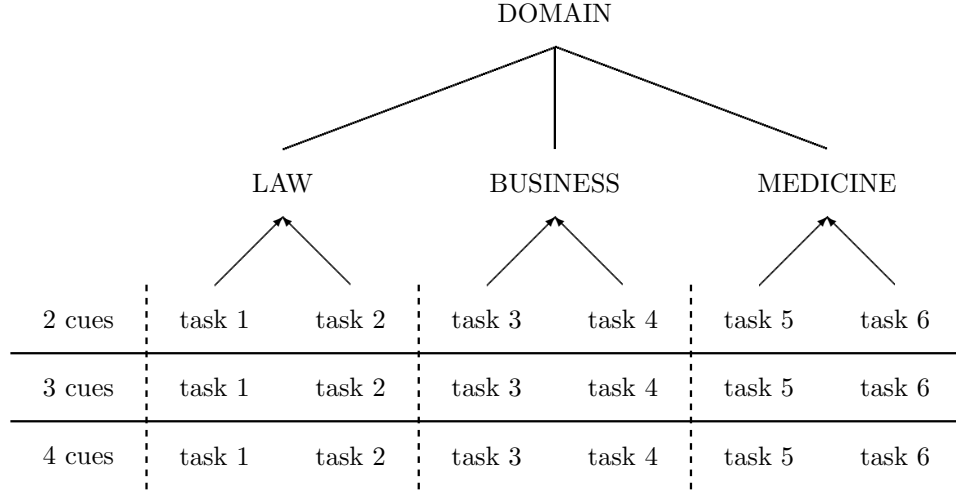 DOMAIN
LAW BUSINESS MEDICINE
2 cues task 1 task 2 task 3 task 4 task 5 task 6
3 cues task 1 task 2 task 3 task 4 task 5 task 6
4 cues task 1 task 2 task 3 task 4 task 5 task 6